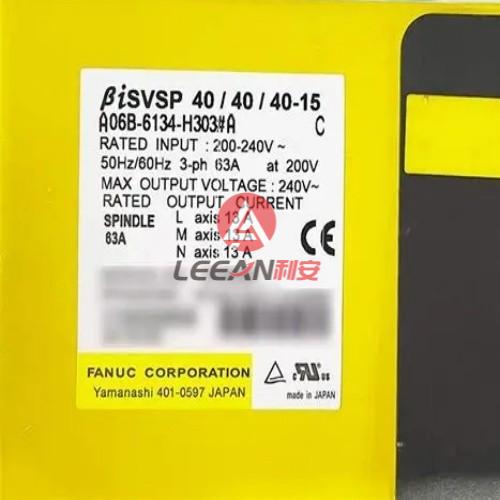 βiSVSP 40/40/40-15
A06B-6134-H303#A C
RATED INPUT : 200-240V~
50Hz/60Hz 3-ph 63A at 200V
MAX OUTPUT VOLTAGE : 240V~
RATED OUTPUT CURRENT
SPINDLE L axis 13 A
63A M axis 13 A
N axis 13 A
CE
LEEAN利安
FANUC CORPORATION
Yamanashi 401-0597 JAPAN
c RU US
made in JAPAN